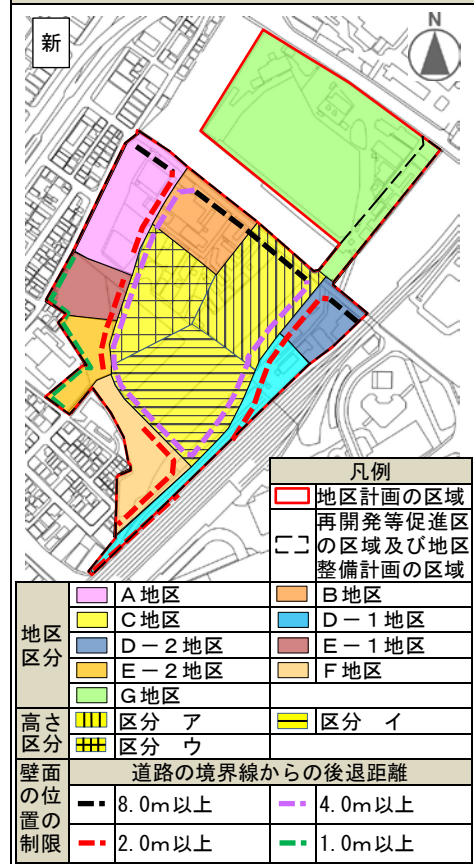 新
N
凡例
地区計画の区域
再開発等促進区
の区域及び地区
整備計画の区域
地区
区分
A地区
B地区
C地区
D－1地区
D－2地区
E－1地区
E－2地区
F地区
G地区
高さ
区分
区分 ア
区分 イ
区分 ウ
壁面
の位
置の
制限
道路の境界線からの後退距離
8.0m以上
4.0m以上
2.0m以上
1.0m以上